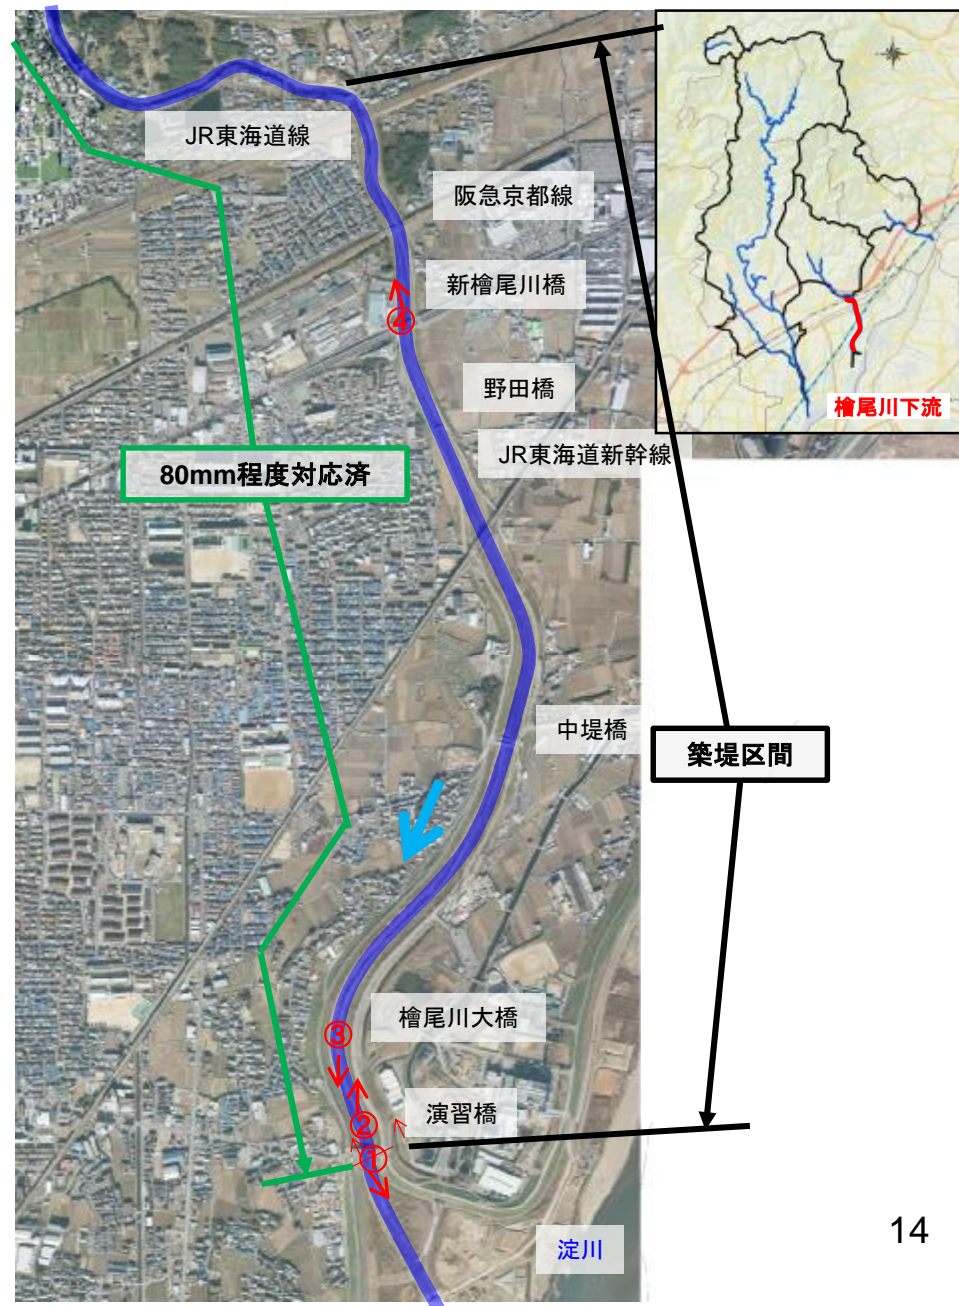 JR東海道線
阪急京都線
新檜尾川橋
④
檜尾川下流
野田橋
JR東海道新幹線
80mm程度対応済
中堤橋
築堤区間
檜尾川大橋
③
演習橋
②
①
淀川
14